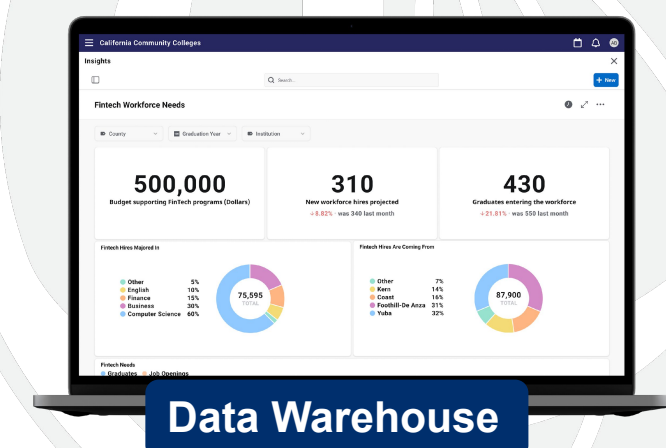 California Community Colleges
AD
Insights
Search...
+ New
Fintech Workforce Needs
County
Graduation Year
Institution
500,000
Budget supporting FinTech programs (Dollars)
310
New workforce hires projected
↓8.82% · was 340 last month
430
Graduates entering the workforce
↓21.81% · was 550 last month
Fintech Hires Majored In
Other 5%
English 10%
Finance 15%
Business 30%
Computer Science 60%
75,595
TOTAL
Fintech Hires Are Coming From
Other 7%
Kern 14%
Coast 16%
Foothill-De Anza 31%
Yuba 32%
87,900
TOTAL
Fintech Needs
Graduates Job Openings
Data Warehouse